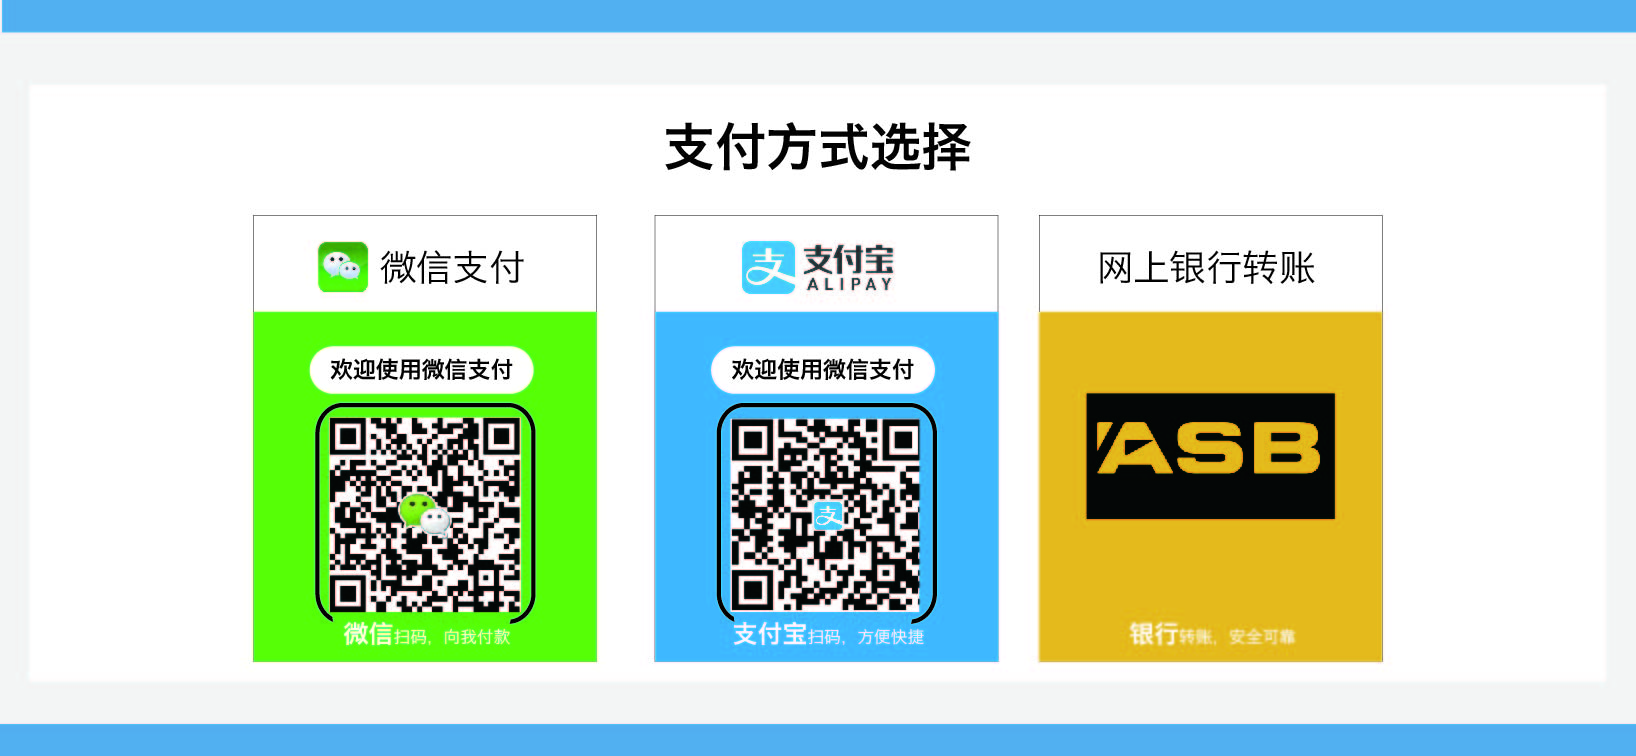 支付方式选择
微信支付
支付宝
ALIPAY
网上银行转账
欢迎使用微信支付
欢迎使用微信支付
支
ASB
微信扫码，向我付款
支付宝扫码，方便快捷
银行转账，安全可靠